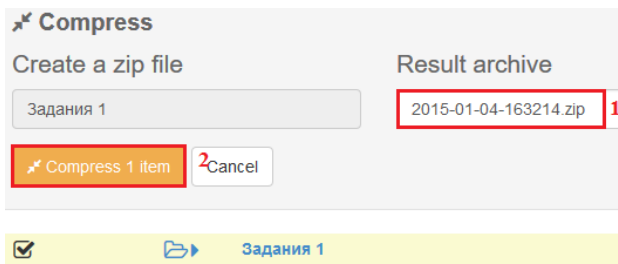 Compress
Create a zip file
Result archive
Задания 1
2015-01-04-163214.zip 1
Compress 1 item 2 Cancel
Задания 1